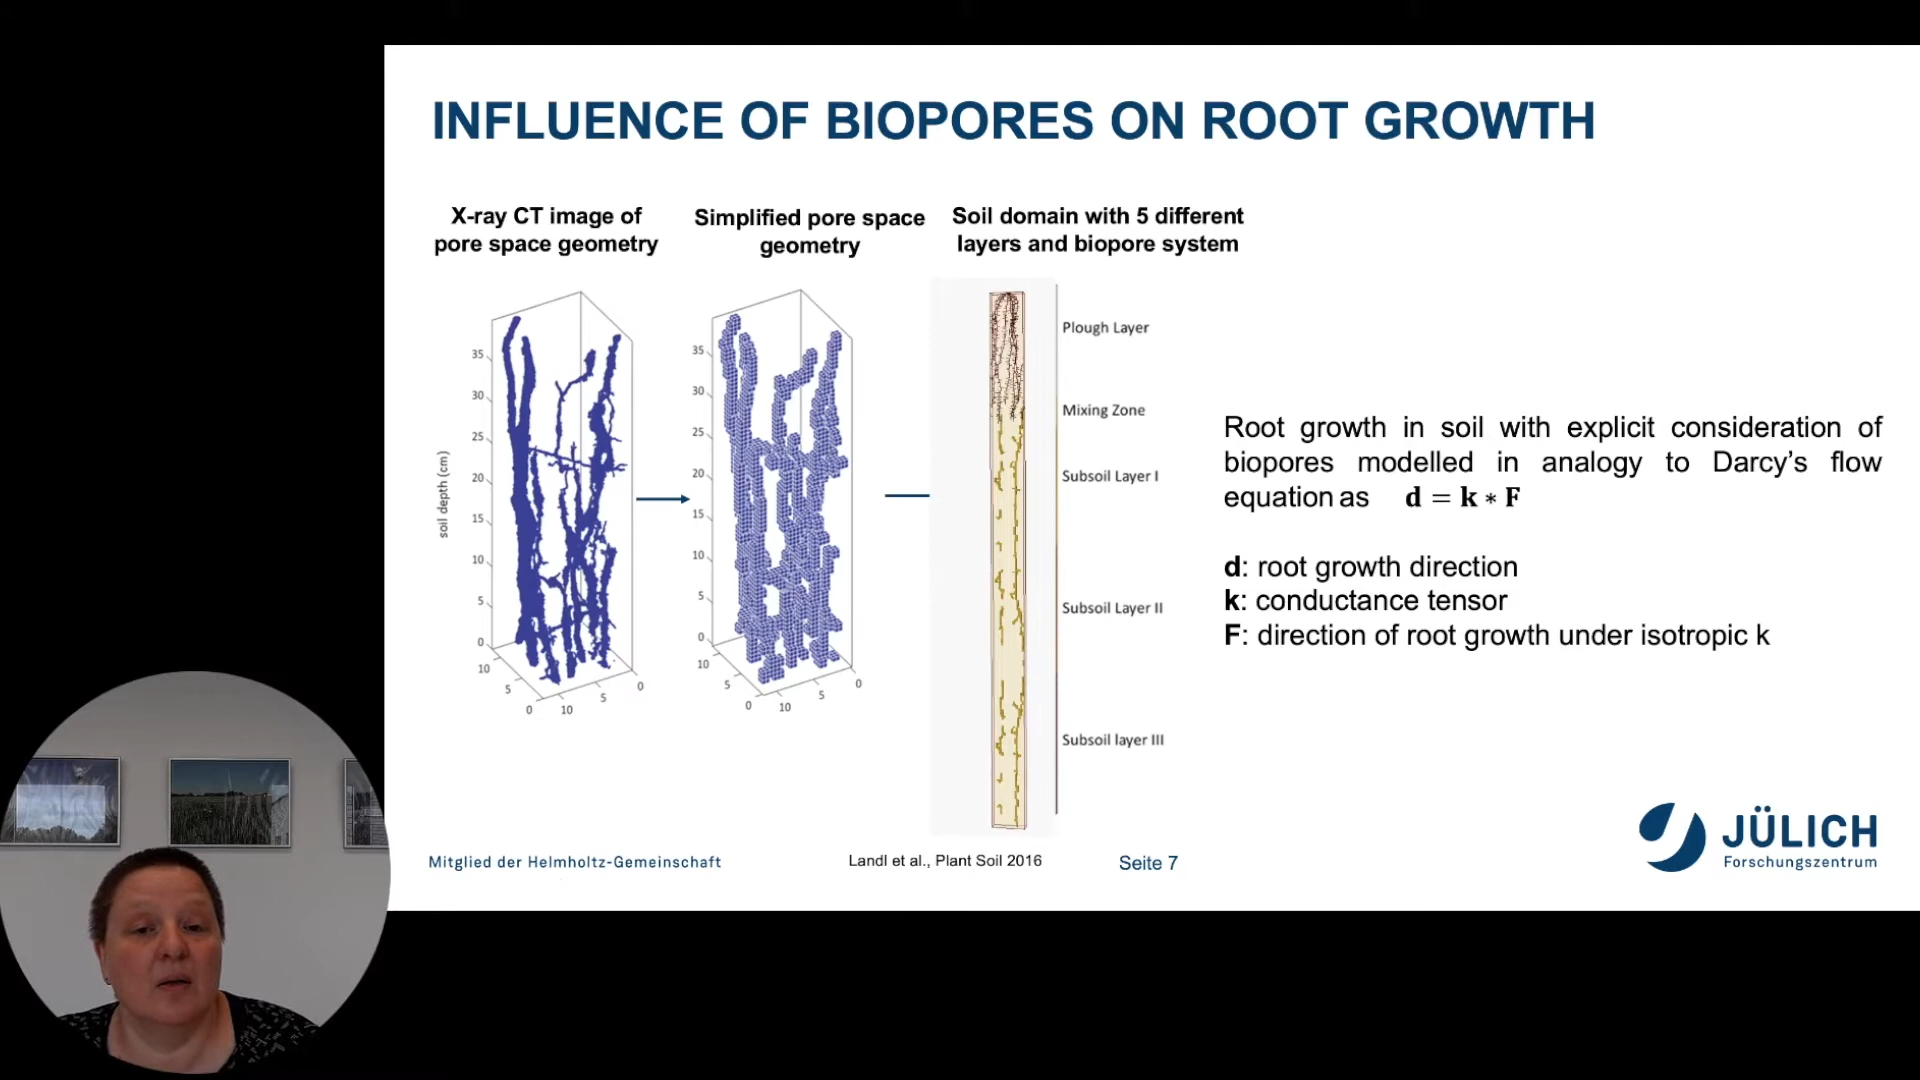 INFLUENCE OF BIOPORES ON ROOT GROWTH
X-ray CT image of
pore space geometry
Simplified pore space
geometry
Soil domain with 5 different
layers and biopore system
soil depth (cm)
35
30
25
20
15
10
5
0
10
5
0
10
5
0
35
30
25
20
15
10
5
0
10
5
0
10
5
0
Plough Layer
Mixing Zone
Subsoil Layer I
Subsoil Layer II
Subsoil layer III
Root growth in soil with explicit consideration of
biopores modelled in analogy to Darcy’s flow
equation as d = k ∗ F
d: root growth direction
k: conductance tensor
F: direction of root growth under isotropic k
Mitglied der Helmholtz-Gemeinschaft
Landl et al., Plant Soil 2016
Seite 7
JÜLICH
Forschungszentrum